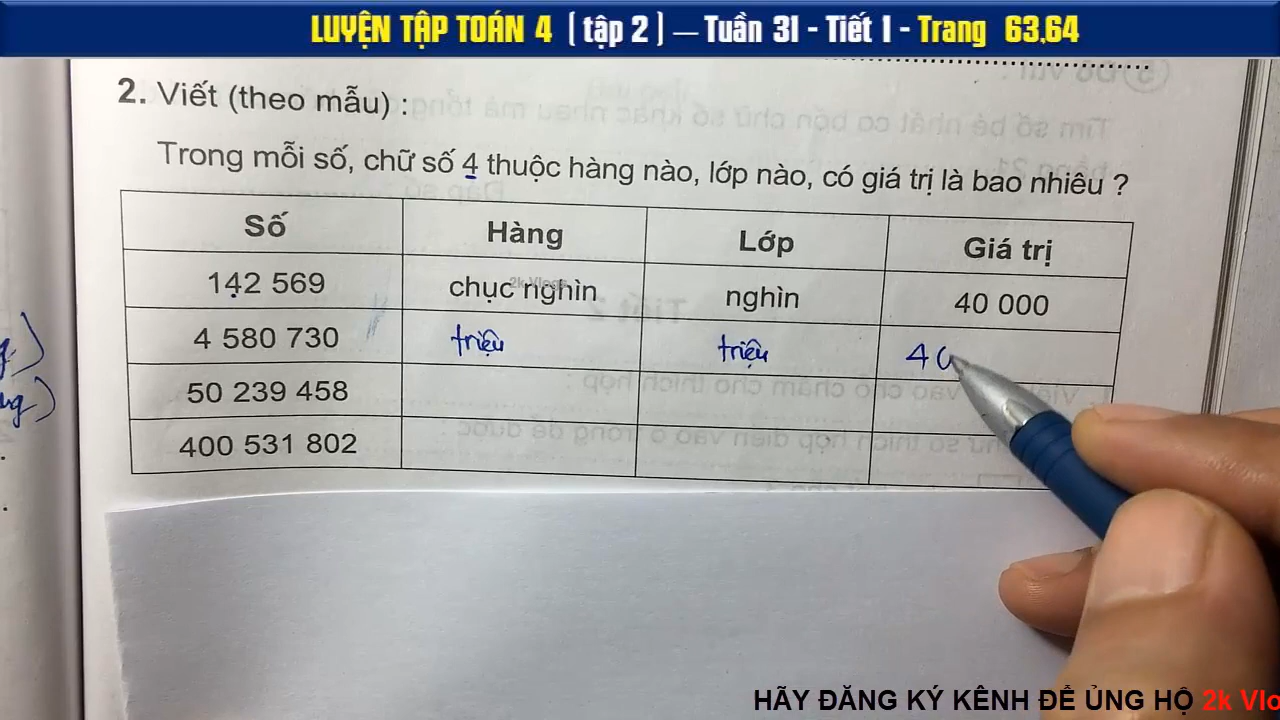 LUYỆN TẬP TOÁN 4 ( tập 2 ) – Tuần 31 - Tiết 1 - Trang 63,64
2. Viết (theo mẫu) :
Trong mỗi số, chữ số 4 thuộc hàng nào, lớp nào, có giá trị là bao nhiêu ?
Số Hàng Lớp Giá trị
142 569 chục nghìn nghìn 40 000
4 580 730 triệu triệu 4 0
50 239 458
400 531 802
HÃY ĐĂNG KÝ KÊNH ĐỂ ỦNG HỘ 2k Vlo